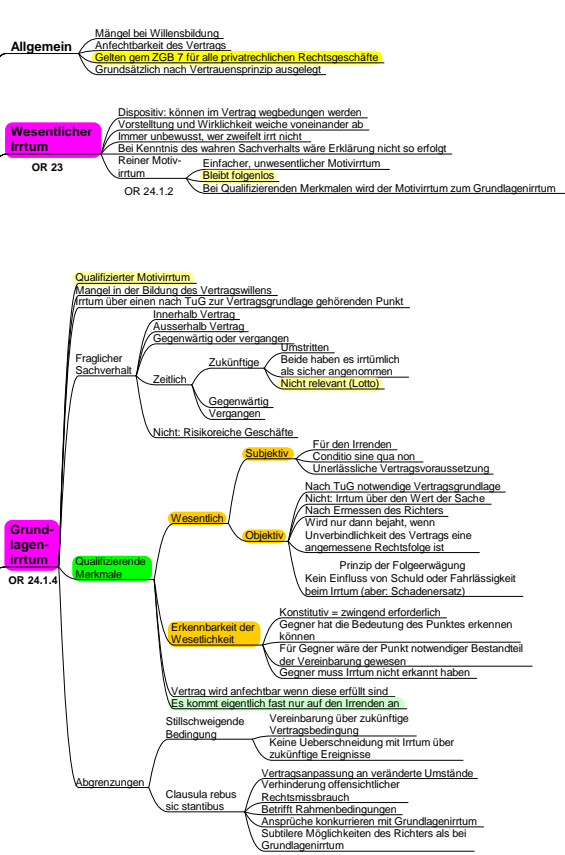 Allgemein
Mängel bei Willensbildung
Anfechtbarkeit des Vertrags
Gelten gem ZGB 7 für alle privatrechlichen Rechtsgeschäfte
Grundsätzlich nach Vertrauensprinzip ausgelegt
Wesentlicher
Irrtum
OR 23
Dispositiv: können im Vertrag wegbedungen werden
Vorstelltung und Wirklichkeit weiche voneinander ab
Immer unbewusst, wer zweifelt irrt nicht
Bei Kenntnis des wahren Sachverhalts wäre Erklärung nicht so erfolgt
Reiner Motiv-
irrtum
OR 24.1.2
Einfacher, unwesentlicher Motivirrtum
Bleibt folgenlos
Bei Qualifizierenden Merkmalen wird der Motivirrtum zum Grundlagenirrtum
Grund-
lagen-
irrtum
OR 24.1.4
Qualifizierter Motivirrtum
Mangel in der Bildung des Vertragswillens
Irrtum über einen nach TuG zur Vertragsgrundlage gehörenden Punkt
Fraglicher
Sachverhalt
Innerhalb Vertrag
Ausserhalb Vertrag
Gegenwärtig oder vergangen
Zeitlich
Zukünftige
Umstritten
Beide haben es irrtümlich
als sicher angenommen
Nicht relevant (Lotto)
Gegenwärtig
Vergangen
Nicht: Risikoreiche Geschäfte
Qualifizierende
Merkmale
Wesentlich
Subjektiv
Für den Irrenden
Conditio sine qua non
Unerlässliche Vertragsvoraussetzung
Objektiv
Nach TuG notwendige Vertragsgrundlage
Nicht: Irrtum über den Wert der Sache
Nach Ermessen des Richters
Wird nur dann bejaht, wenn
Unverbindlichkeit des Vertrags eine
angemessene Rechtsfolge ist
Prinzip der Folgeerwägung
Kein Einfluss von Schuld oder Fahrlässigkeit
beim Irrtum (aber: Schadenersatz)
Erkennbarkeit der
Wesetlichkeit
Konstitutiv = zwingend erforderlich
Gegner hat die Bedeutung des Punktes erkennen
können
Für Gegner wäre der Punkt notwendiger Bestandteil
der Vereinbarung gewesen
Gegner muss Irrtum nicht erkannt haben
Vertrag wird anfechtbar wenn diese erfüllt sind
Es kommt eigentlich fast nur auf den Irrenden an
Abgrenzungen
Stillschweigende
Bedingung
Vereinbarung über zukünftige
Vertragsbedingung
Keine Ueberschneidung mit Irrtum über
zukünftige Ereignisse
Clausula rebus
sic stantibus
Vertragsanpassung an veränderte Umstände
Verhinderung offensichtlicher
Rechtsmissbrauch
Betrifft Rahmenbedingungen
Ansprüche konkurrieren mit Grundlagenirrtum
Subtilere Möglichkeiten des Richters als bei
Grundlagenirrtum